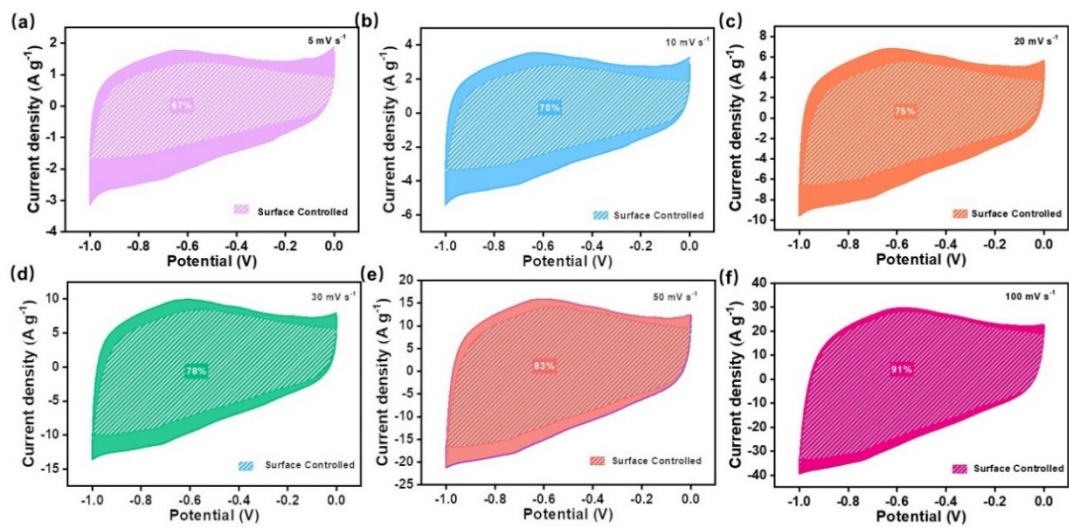 (a)
5 mV s⁻¹
Current density (A g⁻¹)
2
1
0
-1
-2
-3
-4
67%
Surface Controlled
-1.0 -0.8 -0.6 -0.4 -0.2 0.0
Potential (V)
(b)
10 mV s⁻¹
Current density (A g⁻¹)
4
2
0
-2
-4
-6
70%
Surface Controlled
-1.0 -0.8 -0.6 -0.4 -0.2 0.0
Potential (V)
(c)
20 mV s⁻¹
Current density (A g⁻¹)
8
6
4
2
0
-2
-4
-6
-8
-10
75%
Surface Controlled
-1.0 -0.8 -0.6 -0.4 -0.2 0.0
Potential (V)
(d)
30 mV s⁻¹
Current density (A g⁻¹)
10
5
0
-5
-10
-15
78%
Surface Controlled
-1.0 -0.8 -0.6 -0.4 -0.2 0.0
Potential (V)
(e)
50 mV s⁻¹
Current density (A g⁻¹)
20
15
10
5
0
-5
-10
-15
-20
-25
83%
Surface Controlled
-1.0 -0.8 -0.6 -0.4 -0.2 0.0
Potential (V)
(f)
100 mV s⁻¹
Current density (A g⁻¹)
40
30
20
10
0
-10
-20
-30
-40
91%
Surface Controlled
-1.0 -0.8 -0.6 -0.4 -0.2 0.0
Potential (V)